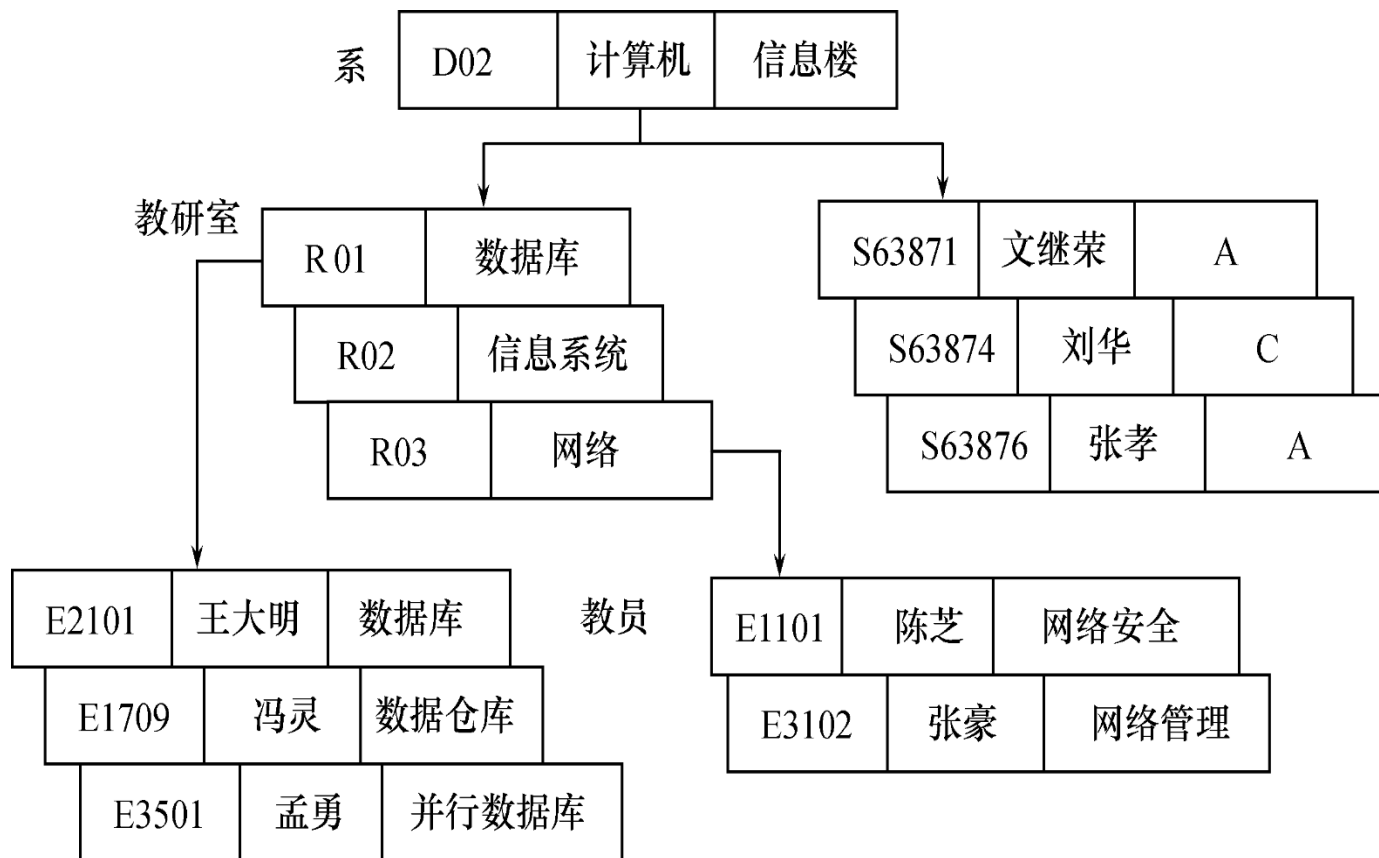 系 D02 计算机 信息楼
教研室
R 01 数据库
R02 信息系统
R03 网络
S63871 文继荣 A
S63874 刘华 C
S63876 张孝 A
E2101 王大明 数据库
E1709 冯灵 数据仓库
E3501 孟勇 并行数据库
教员
E1101 陈芝 网络安全
E3102 张豪 网络管理